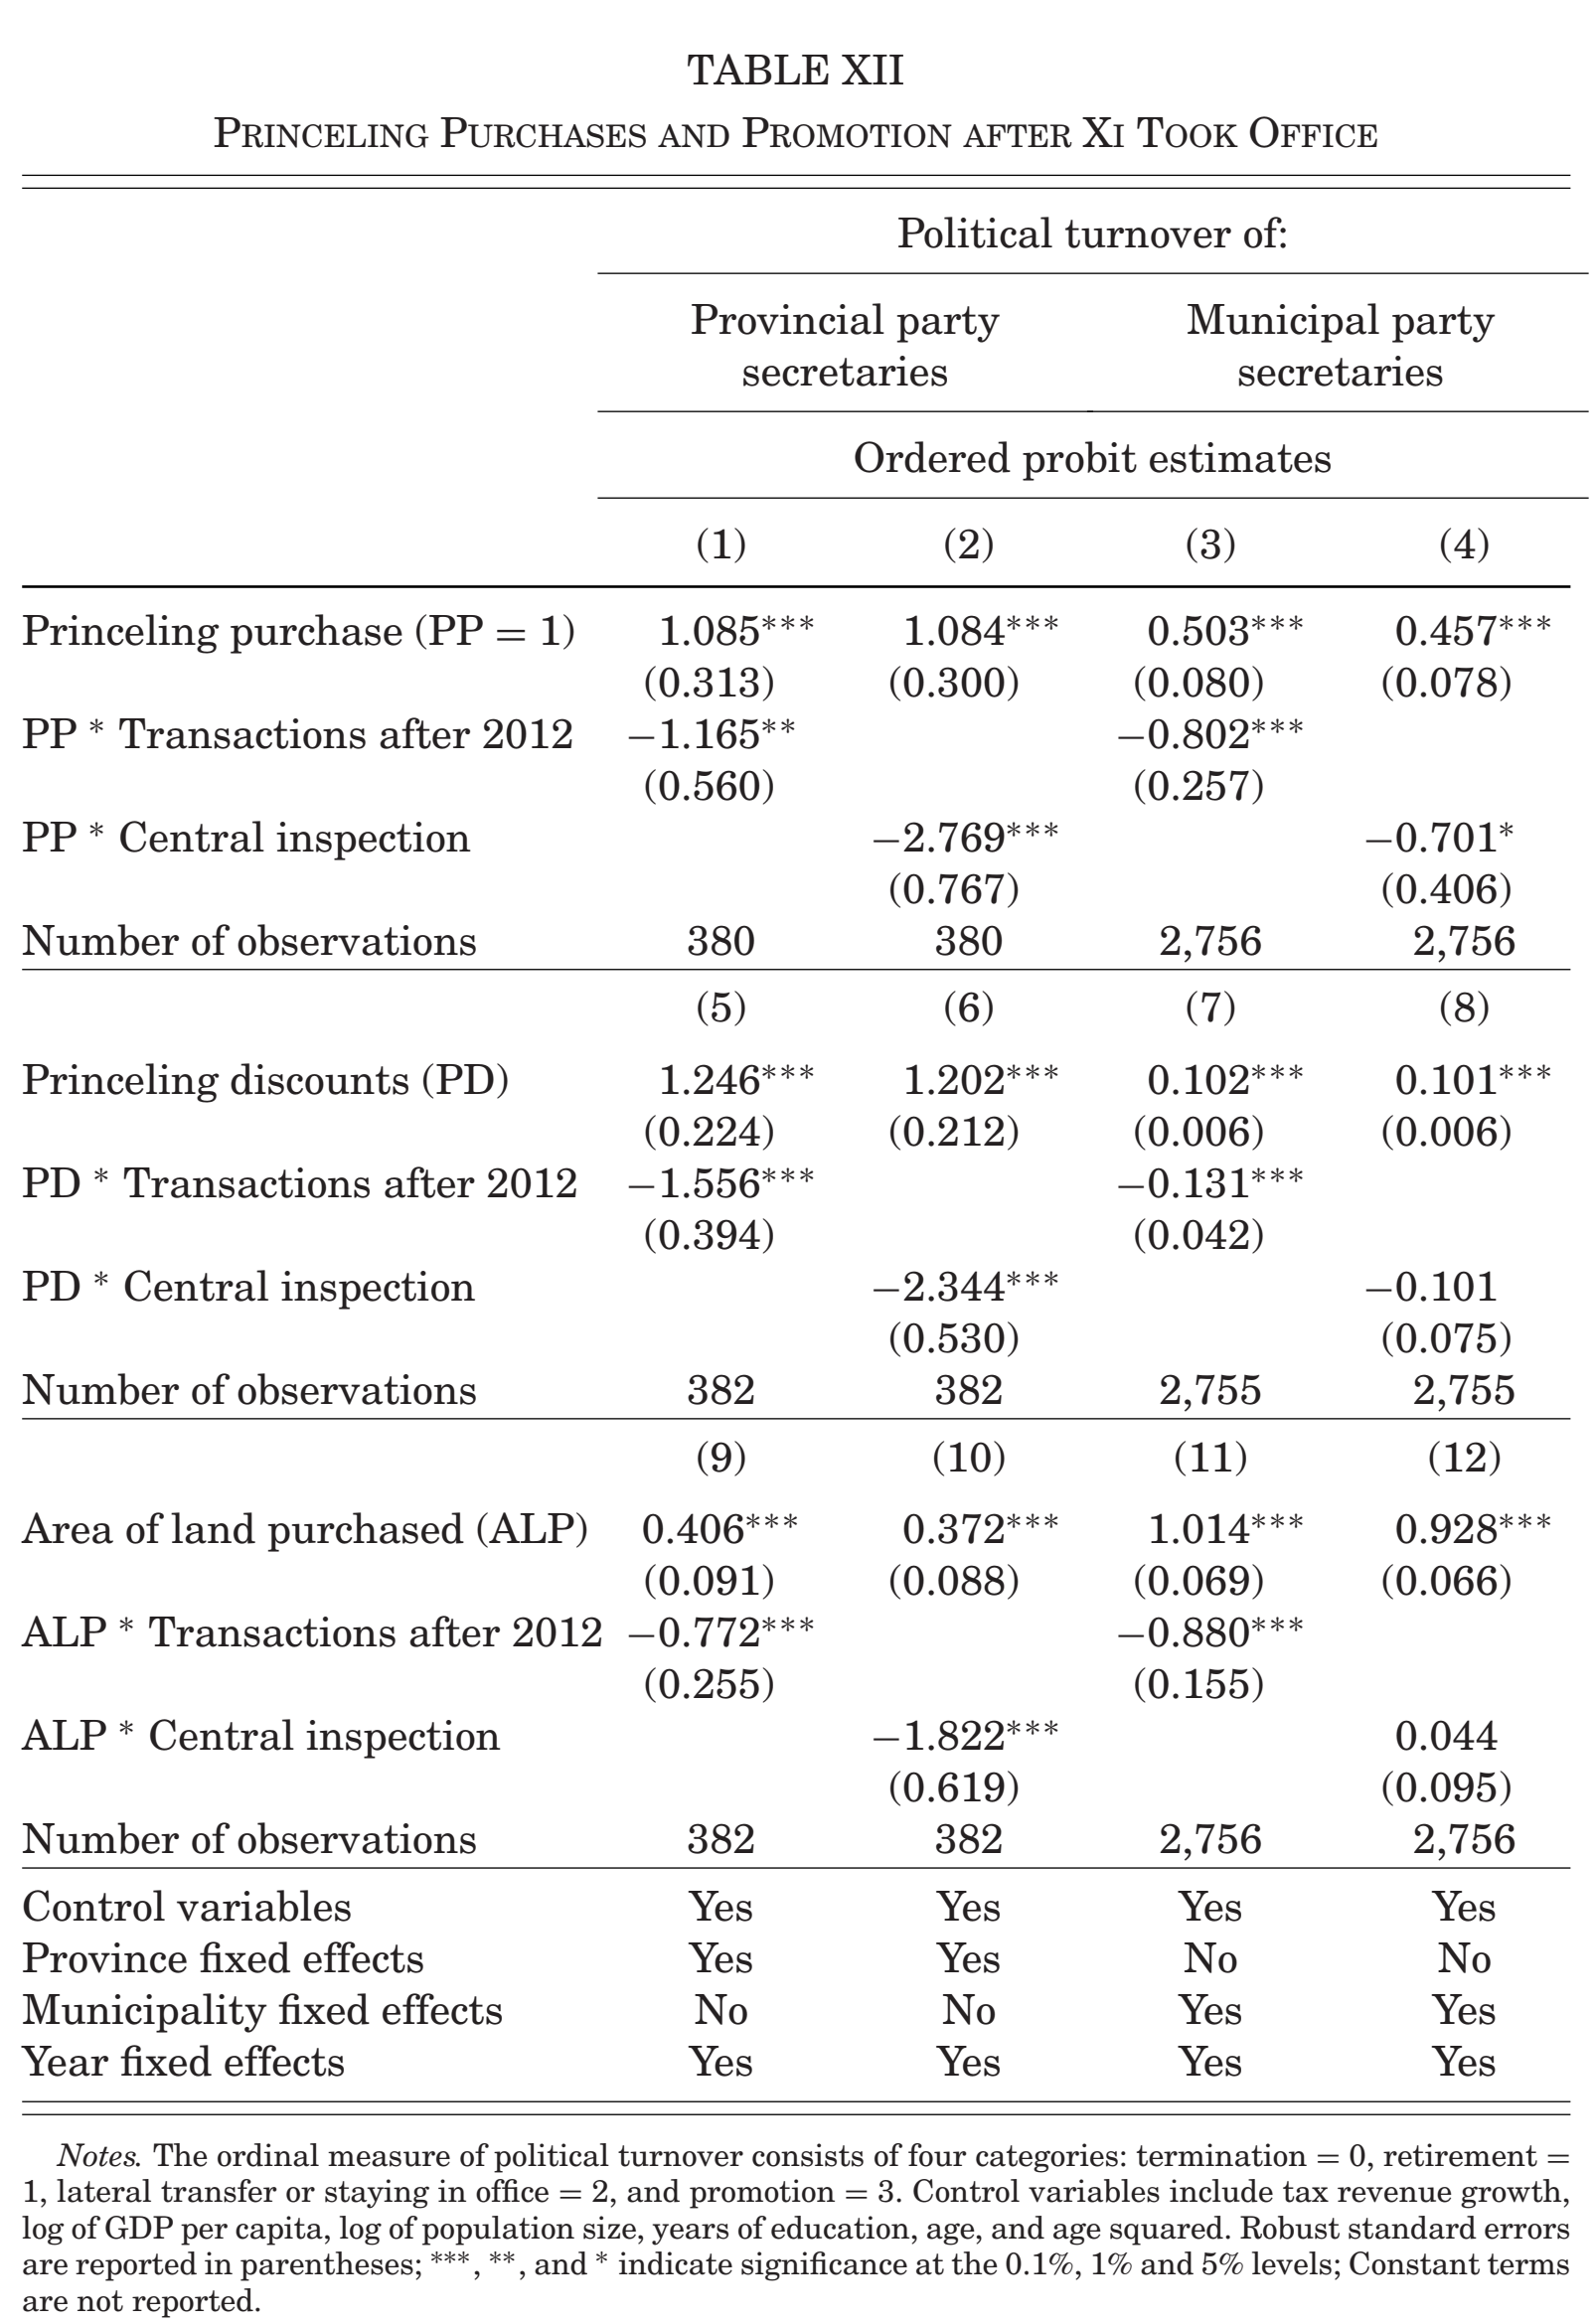 TABLE XII
PRINCELING PURCHASES AND PROMOTION AFTER XI TOOK OFFICE
Political turnover of:
Provincial party secretaries Municipal party secretaries
Ordered probit estimates
(1) (2) (3) (4)
Princeling purchase (PP = 1) 1.085*** 1.084*** 0.503*** 0.457***
(0.313) (0.300) (0.080) (0.078)
PP * Transactions after 2012 −1.165** −0.802***
(0.560) (0.257)
PP * Central inspection −2.769*** −0.701*
(0.767) (0.406)
Number of observations 380 380 2,756 2,756
(5) (6) (7) (8)
Princeling discounts (PD) 1.246*** 1.202*** 0.102*** 0.101***
(0.224) (0.212) (0.006) (0.006)
PD * Transactions after 2012 −1.556*** −0.131***
(0.394) (0.042)
PD * Central inspection −2.344*** −0.101
(0.530) (0.075)
Number of observations 382 382 2,755 2,755
(9) (10) (11) (12)
Area of land purchased (ALP) 0.406*** 0.372*** 1.014*** 0.928***
(0.091) (0.088) (0.069) (0.066)
ALP * Transactions after 2012 −0.772*** −0.880***
(0.255) (0.155)
ALP * Central inspection −1.822*** 0.044
(0.619) (0.095)
Number of observations 382 382 2,756 2,756
Control variables Yes Yes Yes Yes
Province fixed effects Yes Yes No No
Municipality fixed effects No No Yes Yes
Year fixed effects Yes Yes Yes Yes
Notes. The ordinal measure of political turnover consists of four categories: termination = 0, retirement =
1, lateral transfer or staying in office = 2, and promotion = 3. Control variables include tax revenue growth,
log of GDP per capita, log of population size, years of education, age, and age squared. Robust standard errors
are reported in parentheses; ***, **, and * indicate significance at the 0.1%, 1% and 5% levels; Constant terms
are not reported.